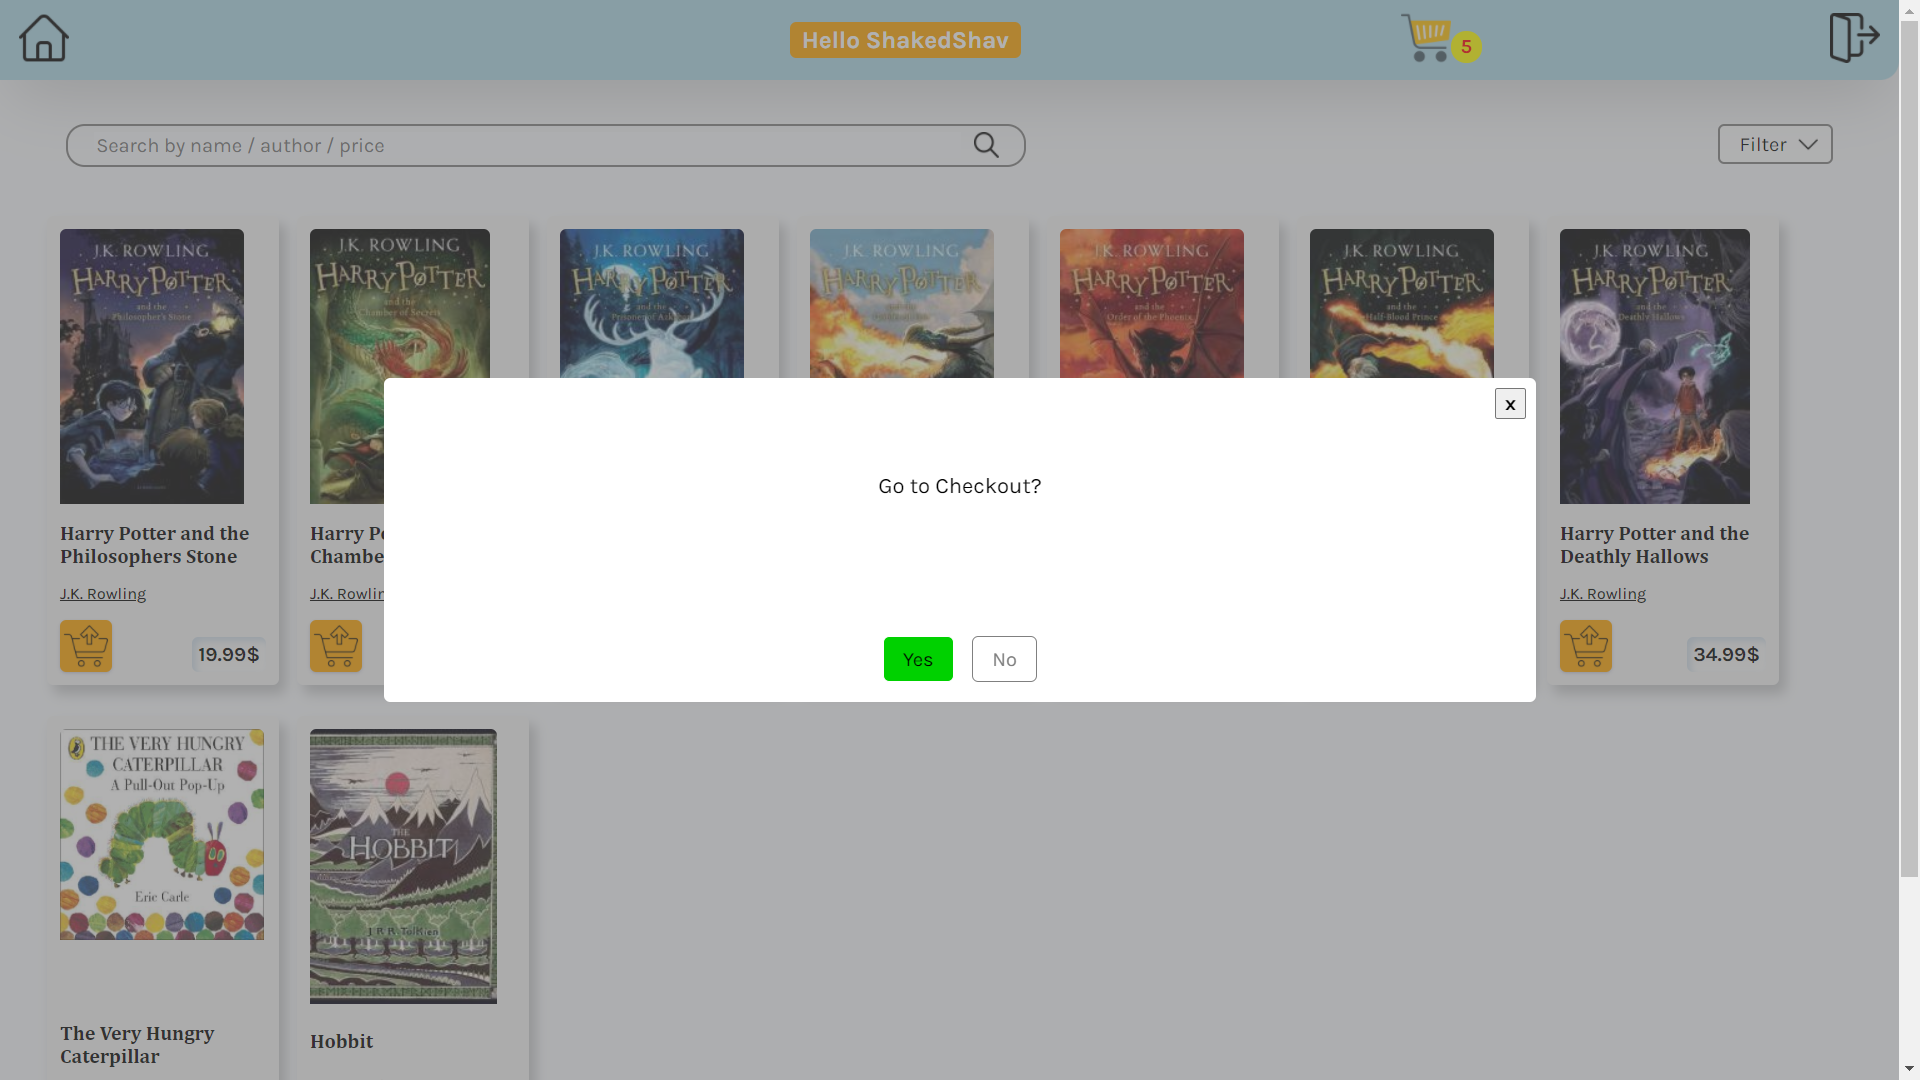 Hello ShakedShav
5
Search by name / author / price
Filter
J.K. ROWLING
HARRY POTTER
and the
Philosopher's Stone
J.K. ROWLING
HARRY POTTER
and the
Chamber of Secrets
J.K. ROWLING
HARRY POTTER
and the
Prisoner of Azkaban
J.K. ROWLING
HARRY POTTER
J.K. ROWLING
HARRY POTTER
and the
Order of the Phoenix
J.K. ROWLING
HARRY POTTER
and the
Half-Blood Prince
J.K. ROWLING
HARRY POTTER
and the
Deathly Hallows
x
Go to Checkout?
Yes
No
Harry Potter and the
Philosophers Stone
J.K. Rowling
19.99$
Harry Po
Chambe
J.K. Rowlin
Harry Potter and the
Deathly Hallows
J.K. Rowling
34.99$
THE VERY HUNGRY
CATERPILLAR
A Pull-Out Pop-Up
Eric Carle
The Very Hungry
Caterpillar
THE
HOBBIT
J.R.R. Tolkien
Hobbit